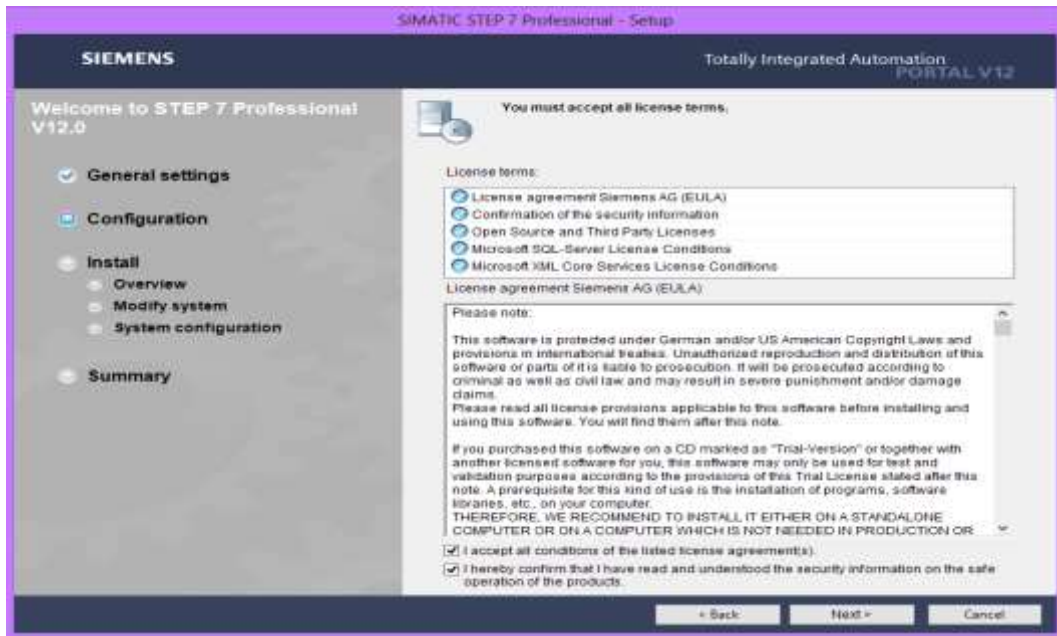 SIMATIC STEP 7 Professional - Setup
SIEMENS
Totally Integrated Automation
PORTAL V12
Welcome to STEP 7 Professional
V12.0
General settings
Configuration
Install
Overview
Modify system
System configuration
Summary
You must accept all license terms.
License terms:
License agreement Siemens AG (EULA)
Confirmation of the security information
Open Source and Third Party Licenses
Microsoft SQL-Server License Conditions
Microsoft XML Core Services License Conditions
License agreement Siemens AG (EULA)
Please note:
This software is protected under German and/or US American Copyright Laws and
provisions in international treaties. Unauthorized reproduction and distribution of this
software or parts of it is liable to prosecution. It will be prosecuted according to
criminal as well as civil law and may result in severe punishment and/or damage
claims.
Please read all license provisions applicable to this software before installing and
using this software. You will find them after this note.
If you purchased this software on a CD marked as "Trial-Version" or together with
another licensed software for you, this software may only be used for test and
validation purposes according to the provisions of this Trial License stated after this
note. A prerequisite for this kind of use is the installation of programs, software
libraries, etc., on your computer.
THEREFORE, WE RECOMMEND TO INSTALL IT EITHER ON A STANDALONE
COMPUTER OR ON A COMPUTER WHICH IS NOT NEEDED IN PRODUCTION OR
I accept all conditions of the listed license agreement(s).
I hereby confirm that I have read and understood the security information on the safe
operation of the products.
< Back
Next >
Cancel